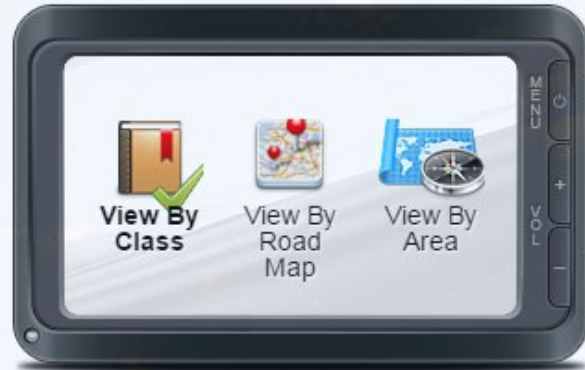 View By
Class
View By
Road
Map
View By
Area
MENU
+
VOL
−